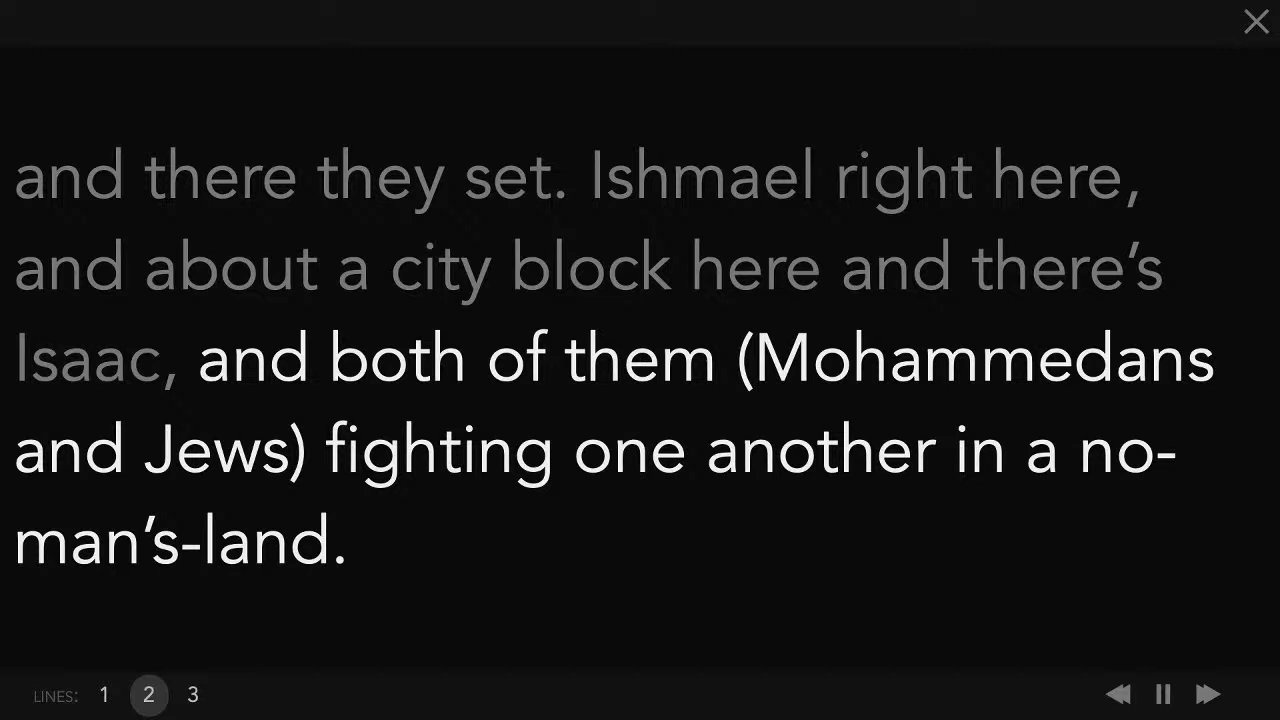 and there they set. Ishmael right here,
and about a city block here and there’s
Isaac, and both of them (Mohammedans
and Jews) fighting one another in a no-
man’s-land.
LINES: 1 2 3